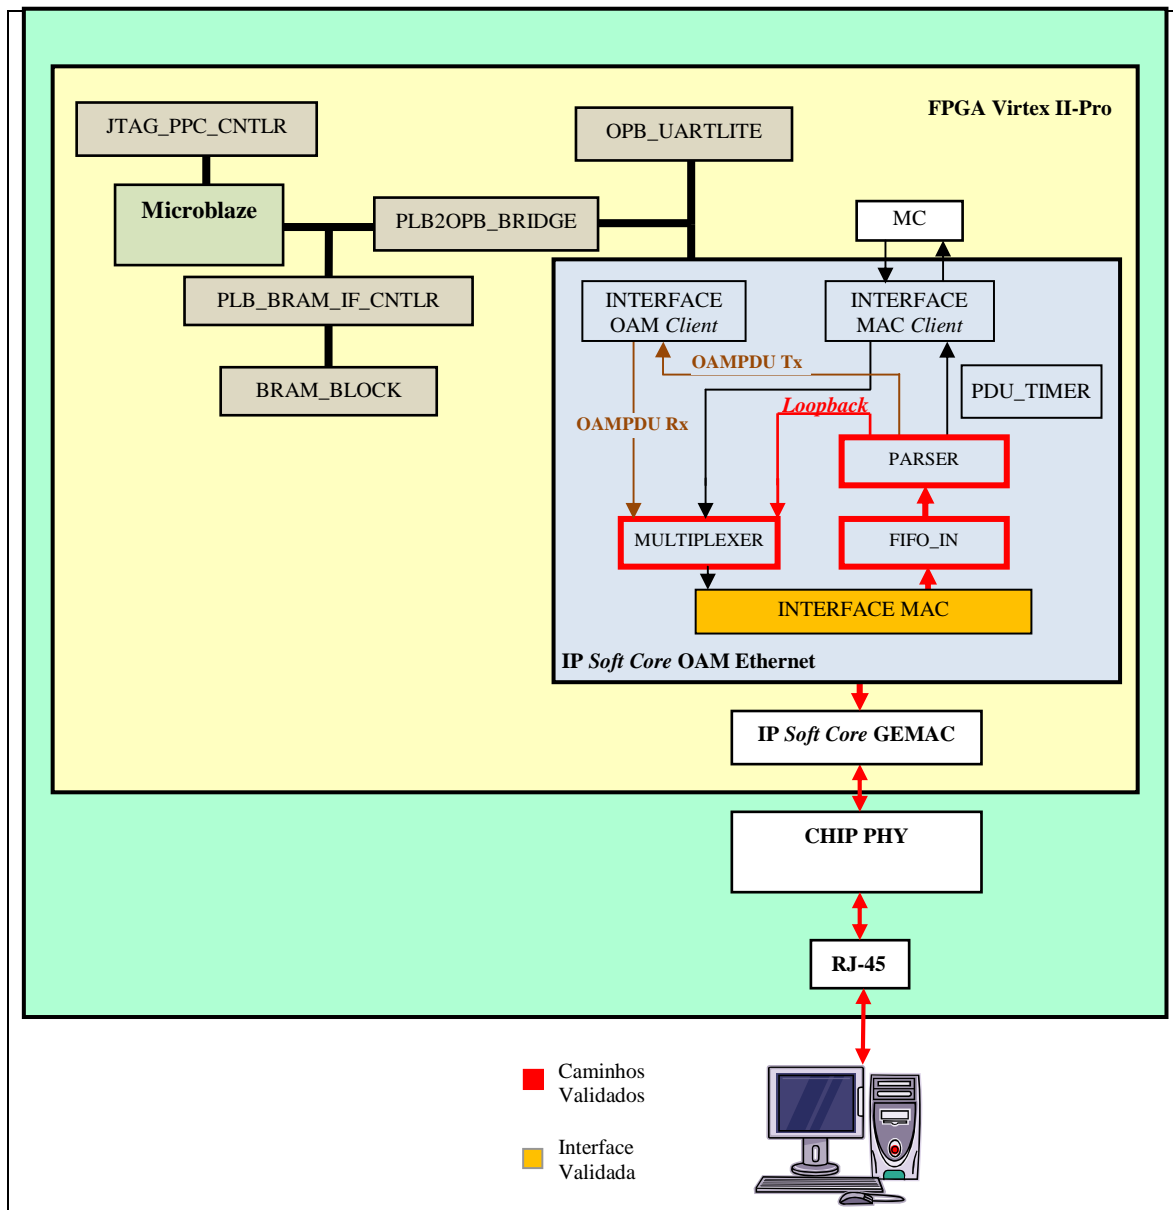 FPGA Virtex II-Pro
JTAG_PPC_CNTLR
OPB_UARTLITE
Microblaze
PLB2OPB_BRIDGE
MC
PLB_BRAM_IF_CNTLR
BRAM_BLOCK
INTERFACE
OAM Client
INTERFACE
MAC Client
OAMPDU Tx
PDU_TIMER
Loopback
OAMPDU Rx
PARSER
MULTIPLEXER
FIFO_IN
INTERFACE MAC
IP Soft Core OAM Ethernet
IP Soft Core GEMAC
CHIP PHY
RJ-45
Caminhos
Validados
Interface
Validada